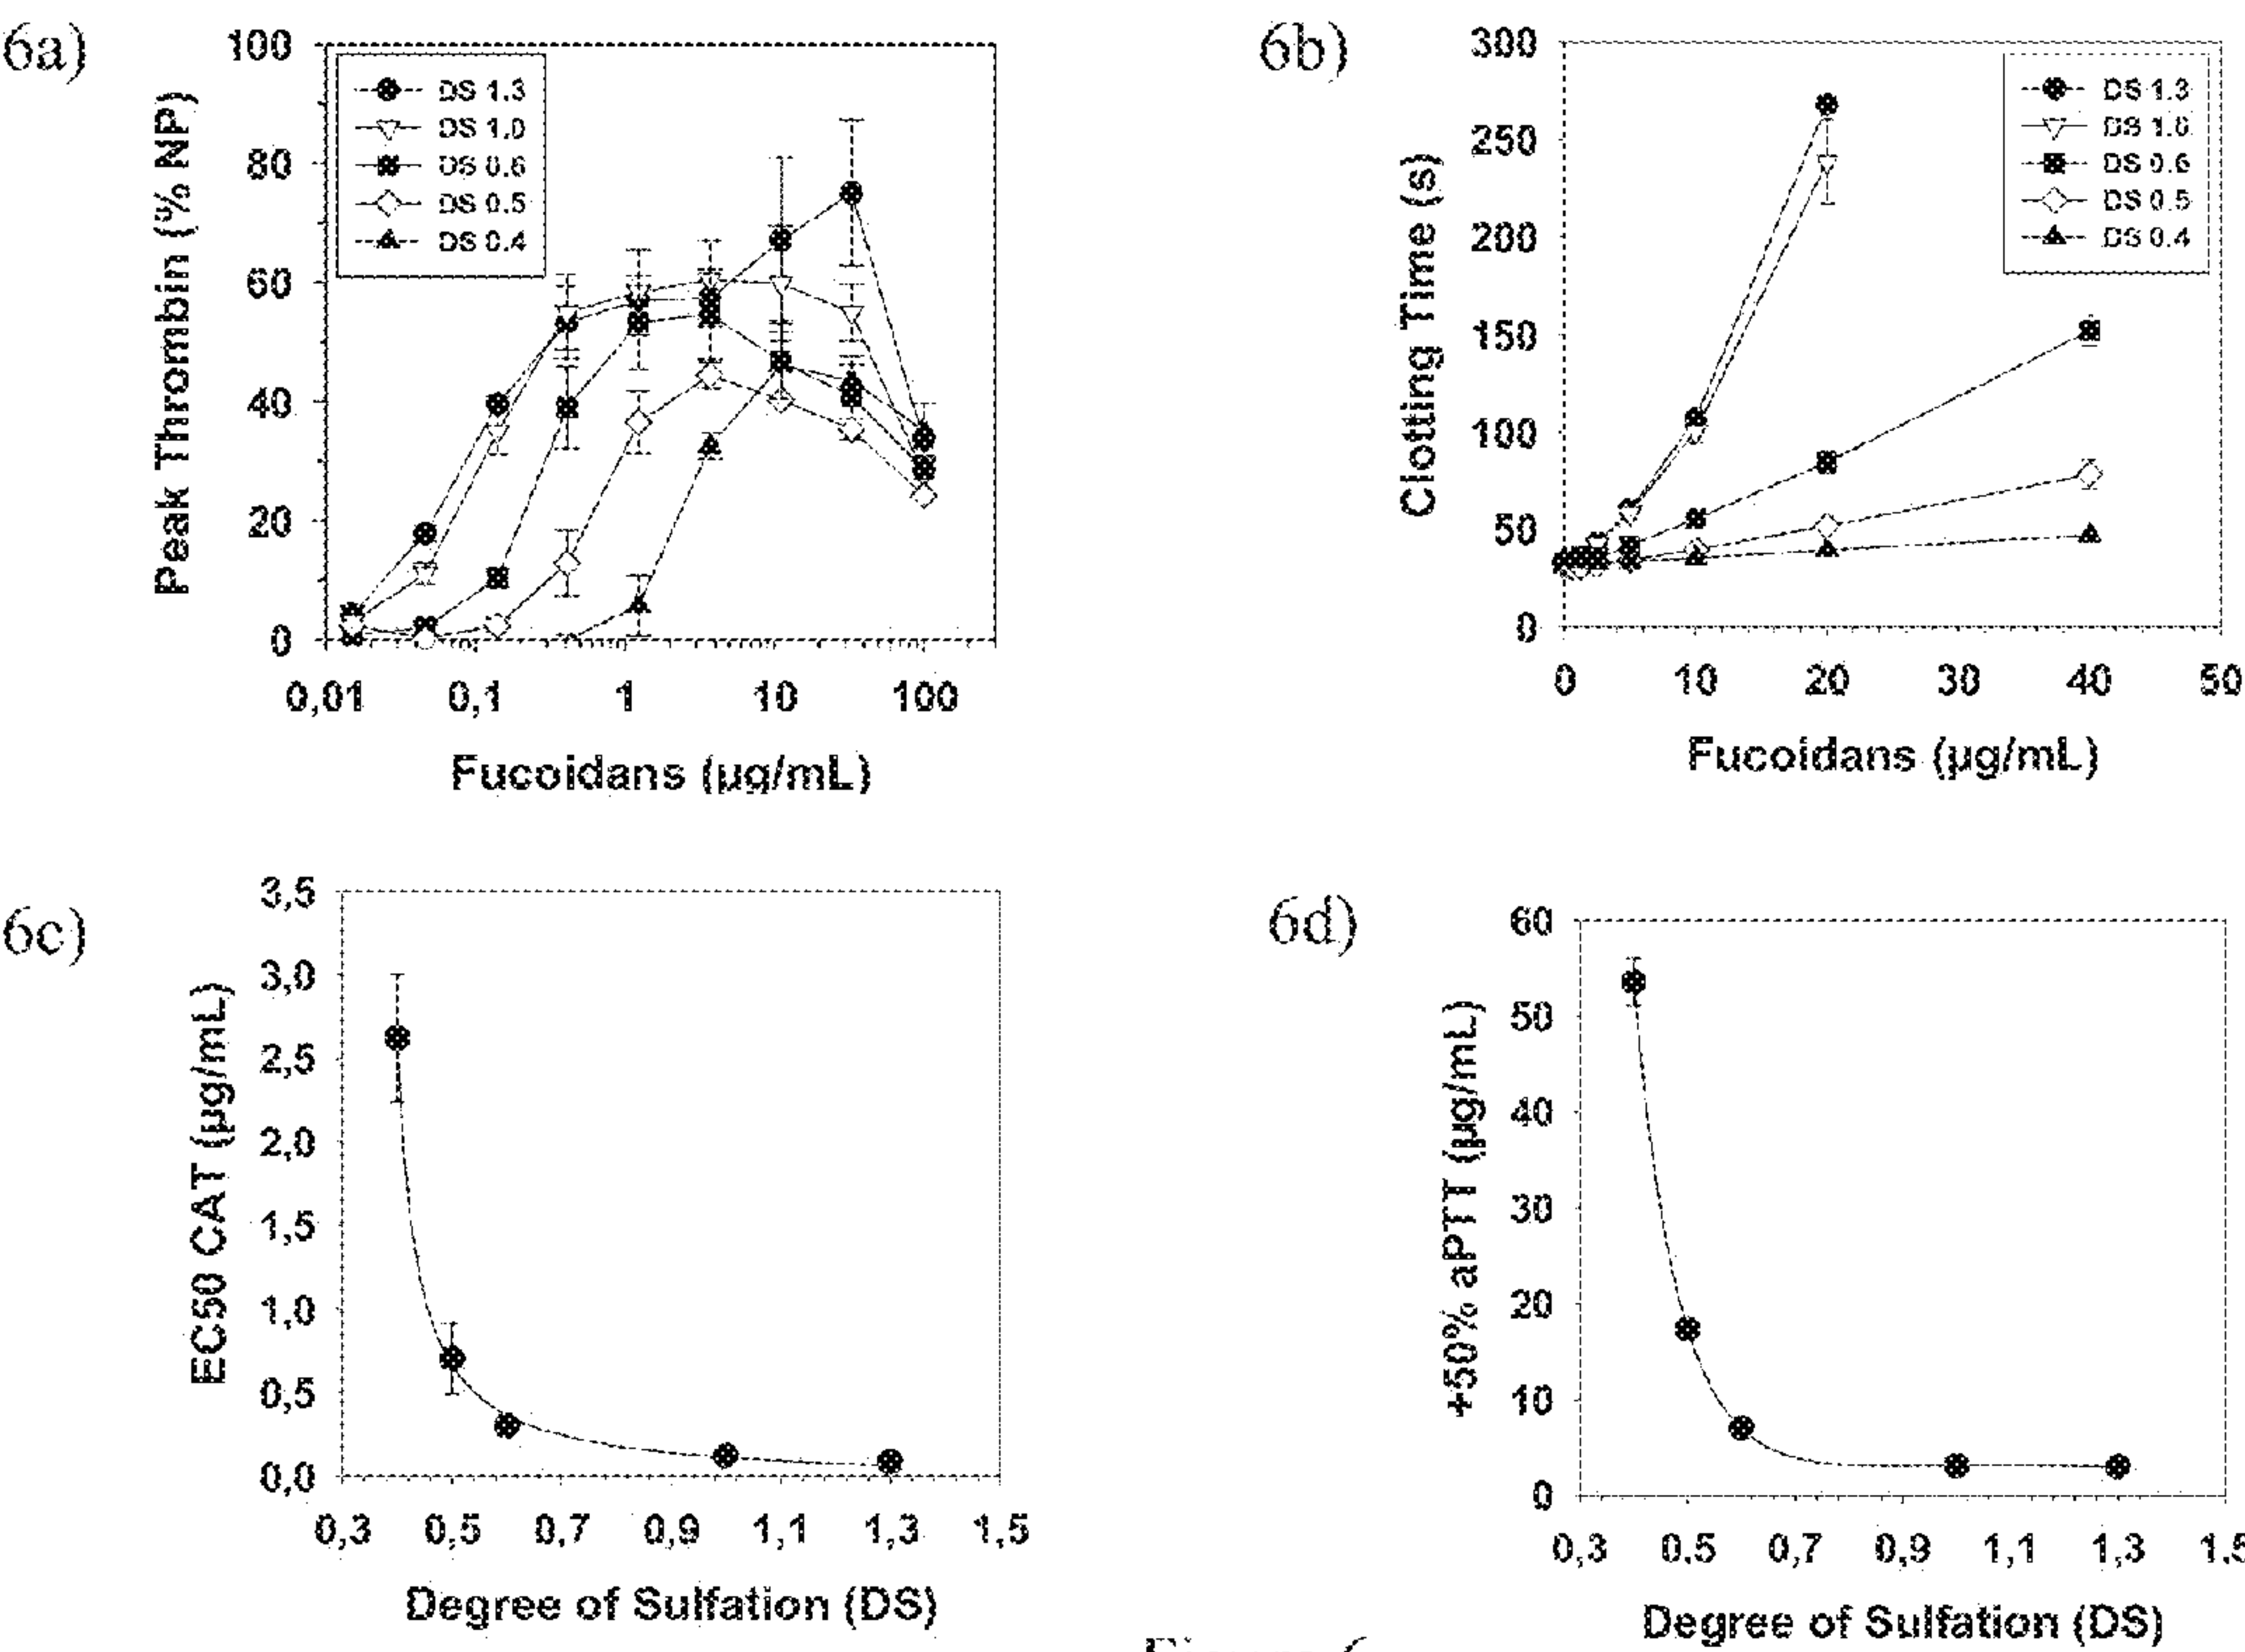 6a)
Peak Thrombin (% NP)
100
80
60
40
20
0
DS 1.3
DS 1.0
DS 0.6
DS 0.5
DS 0.4
0,01 0,1 1 10 100
Fucoidans (µg/mL)
6b)
Clotting Time (s)
300
250
200
150
100
50
0
DS 1.3
DS 1.0
DS 0.6
DS 0.5
DS 0.4
0 10 20 30 40 50
Fucoidans (µg/mL)
6c)
EC50 CAT (µg/mL)
3,5
3,0
2,5
2,0
1,5
1,0
0,5
0,0
0,3 0,5 0,7 0,9 1,1 1,3 1,5
Degree of Sulfation (DS)
6d)
+50% aPTT (µg/mL)
60
50
40
30
20
10
0
0,3 0,5 0,7 0,9 1,1 1,3 1,5
Degree of Sulfation (DS)